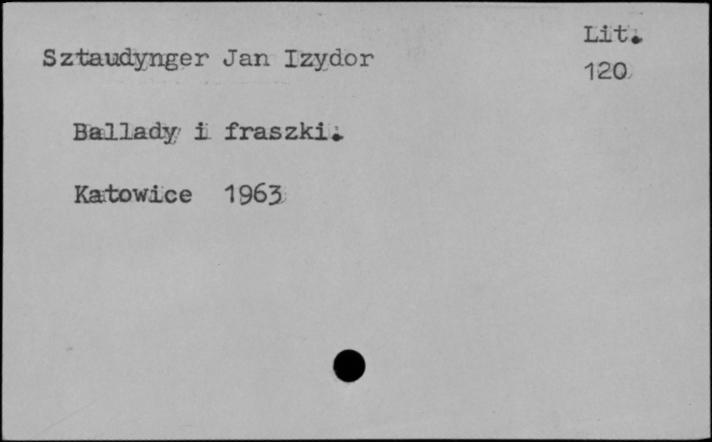 Lit.
Sztaudynger Jan Izydor
120
Ballady i fraszki.
Katowice 1963